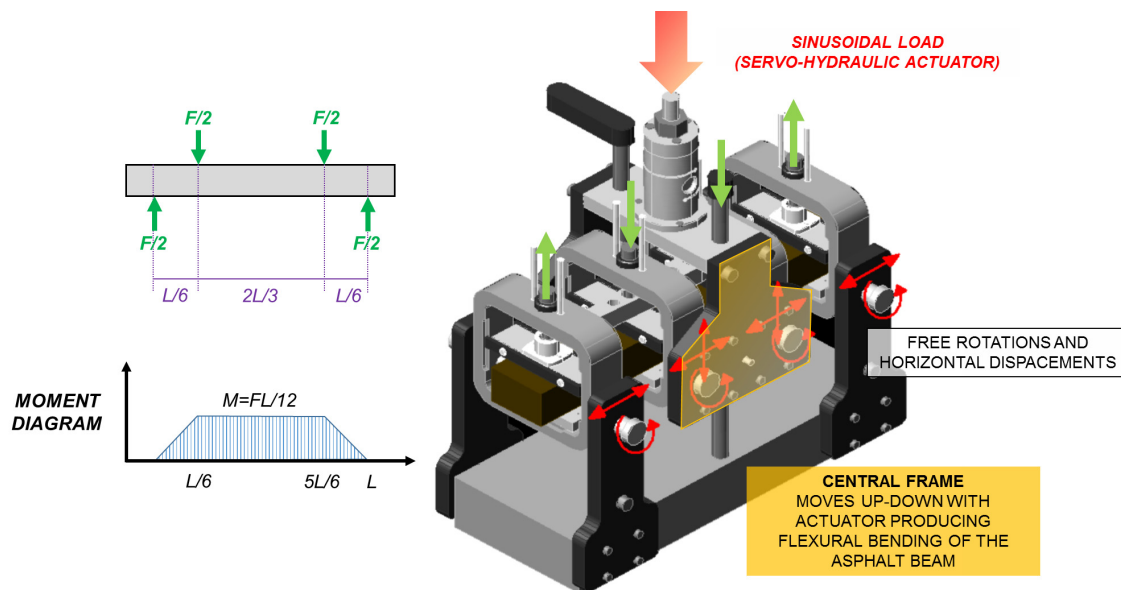 SINUSOIDAL LOAD
(SERVO-HYDRAULIC ACTUATOR)
F/2 F/2
F/2 F/2
L/6 2L/3 L/6
MOMENT
DIAGRAM
M=FL/12
L/6 5L/6 L
FREE ROTATIONS AND
HORIZONTAL DISPACEMENTS
CENTRAL FRAME
MOVES UP-DOWN WITH
ACTUATOR PRODUCING
FLEXURAL BENDING OF THE
ASPHALT BEAM